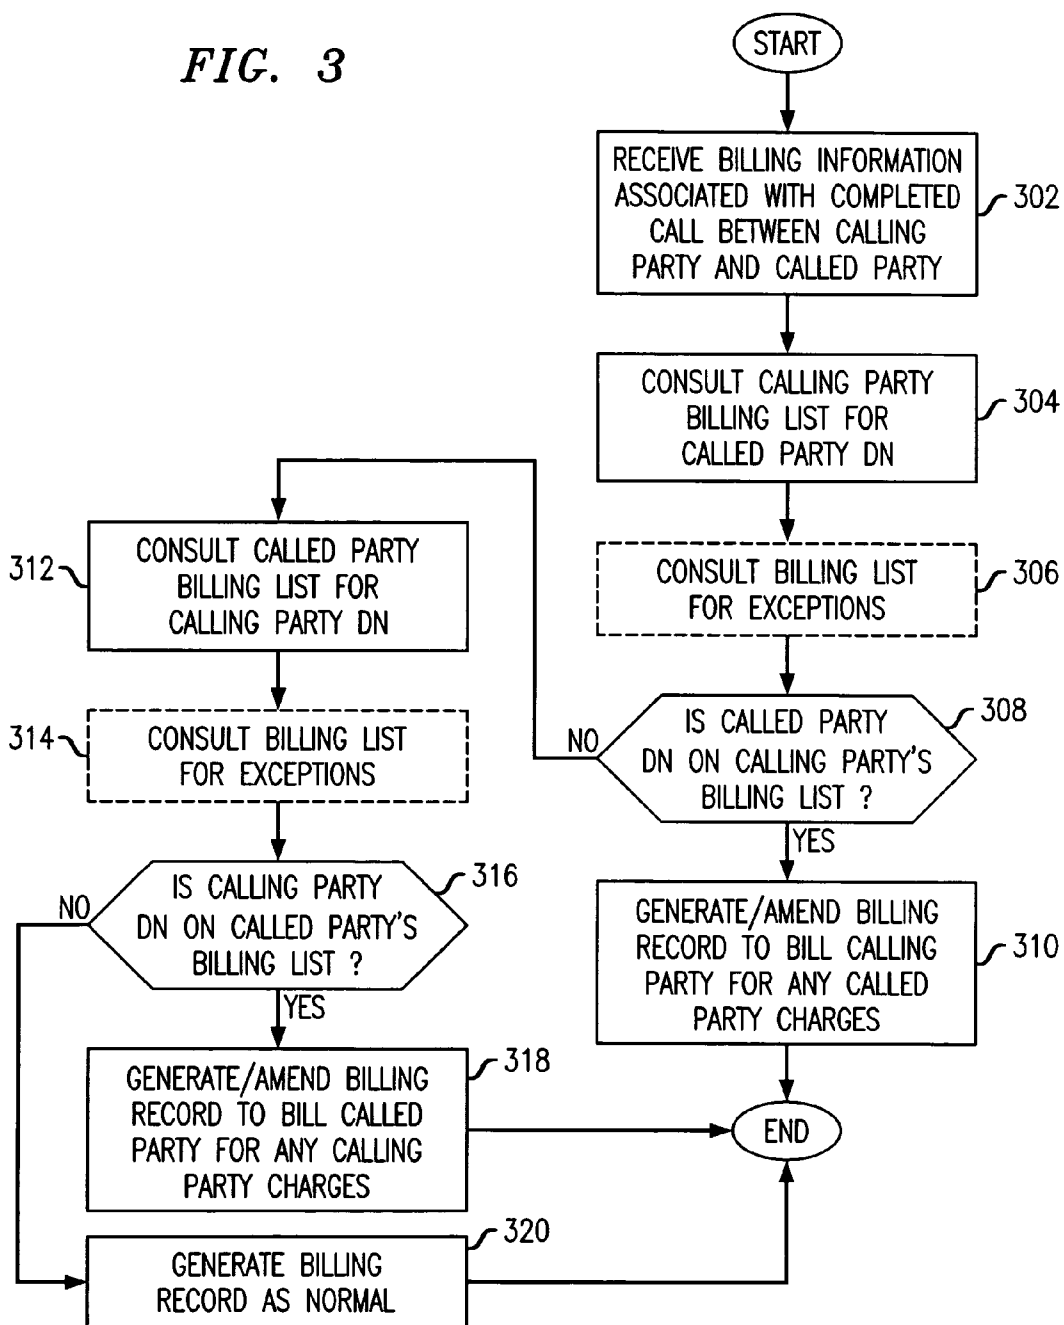 FIG. 3
START
RECEIVE BILLING INFORMATION
ASSOCIATED WITH COMPLETED
CALL BETWEEN CALLING
PARTY AND CALLED PARTY
302
CONSULT CALLING PARTY
BILLING LIST FOR
CALLED PARTY DN
304
CONSULT BILLING LIST
FOR EXCEPTIONS
306
IS CALLED PARTY
DN ON CALLING PARTY'S
BILLING LIST ?
308
NO
YES
GENERATE/AMEND BILLING
RECORD TO BILL CALLING
PARTY FOR ANY CALLED
PARTY CHARGES
310
CONSULT CALLED PARTY
BILLING LIST FOR
CALLING PARTY DN
312
CONSULT BILLING LIST
FOR EXCEPTIONS
314
IS CALLING PARTY
DN ON CALLED PARTY'S
BILLING LIST ?
316
NO
YES
GENERATE/AMEND BILLING
RECORD TO BILL CALLED
PARTY FOR ANY CALLING
PARTY CHARGES
318
GENERATE BILLING
RECORD AS NORMAL
320
END